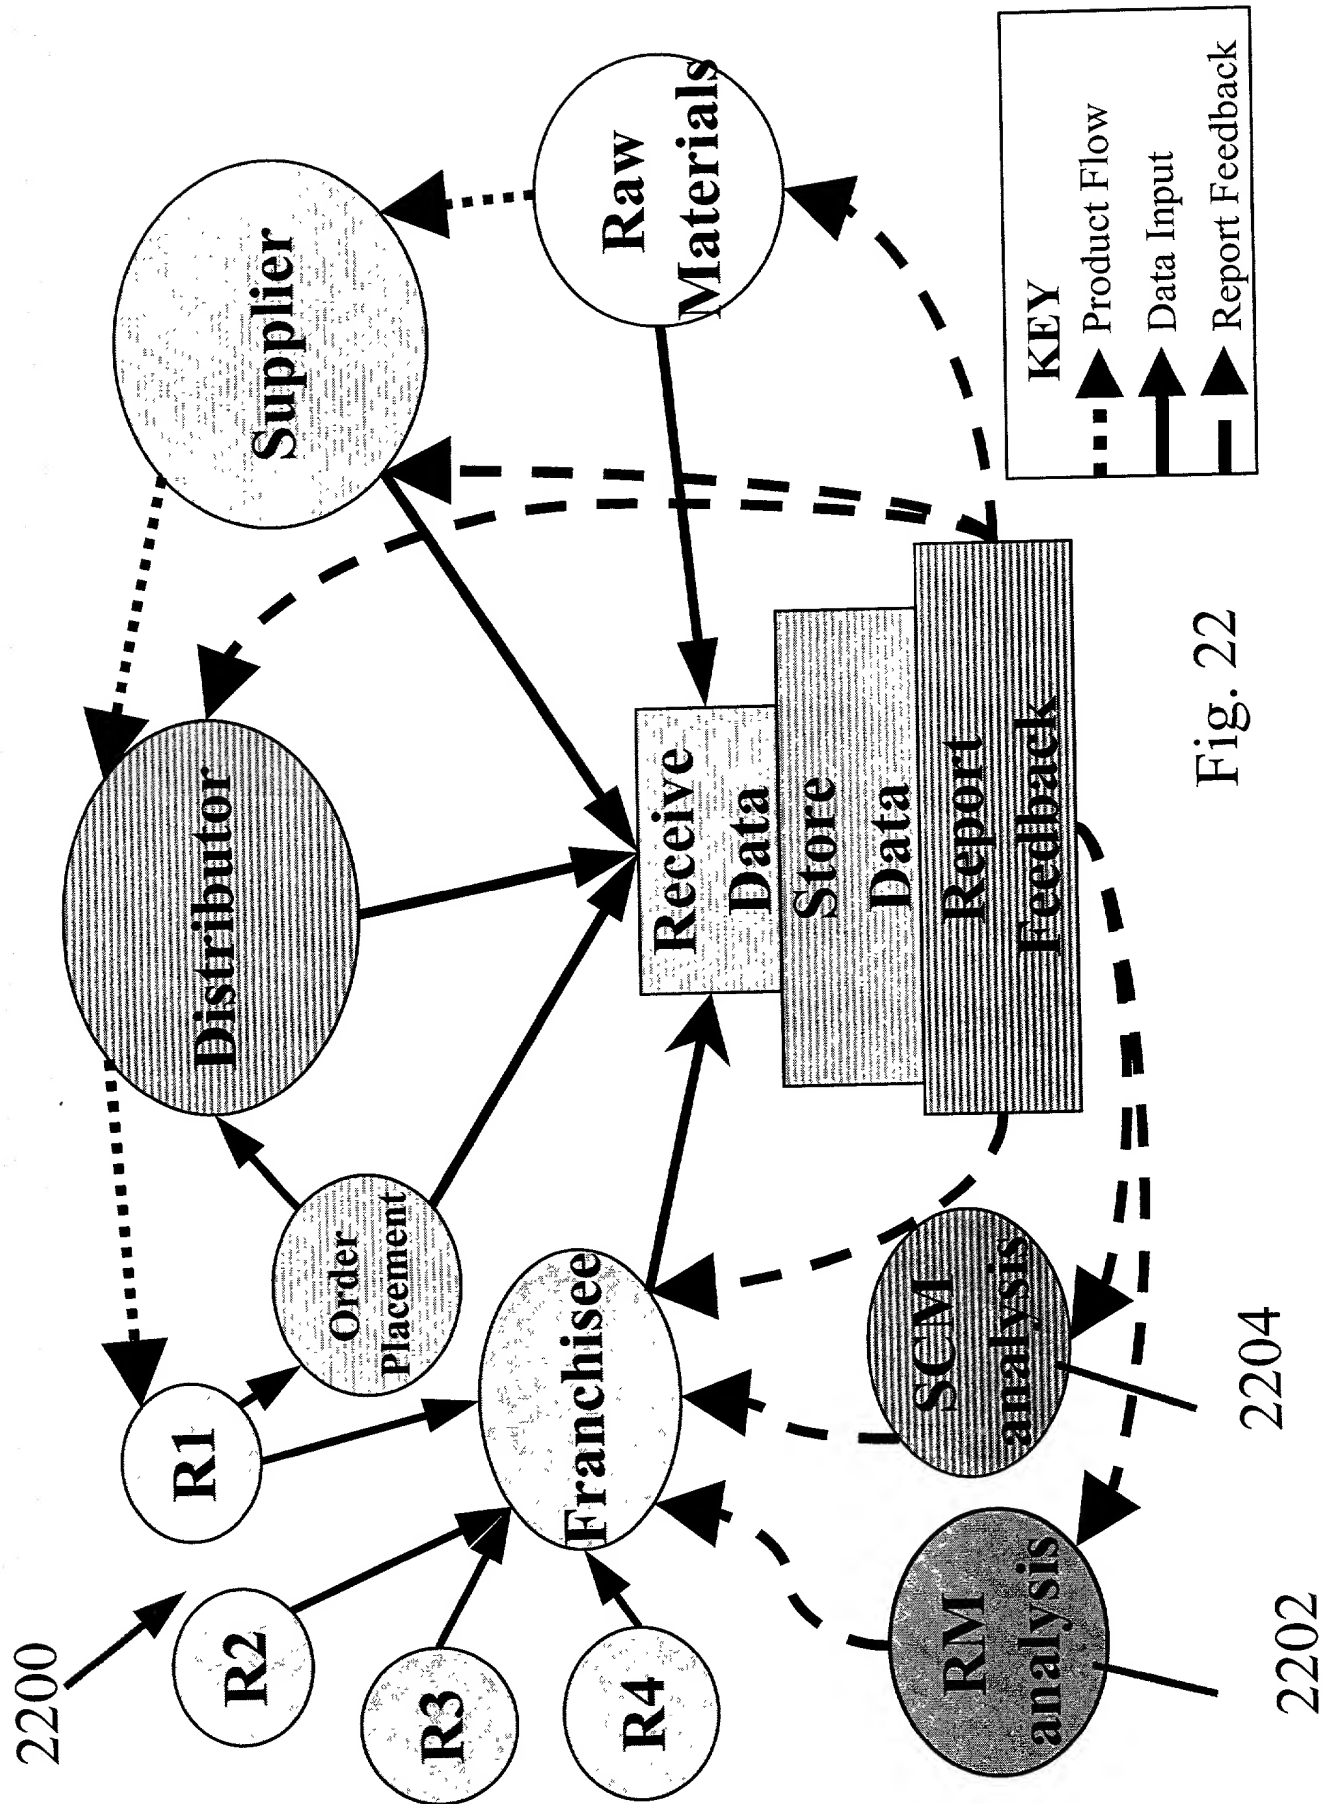 2200
R1
R2
R3
R4
Order
Placement
Distributor
Supplier
Franchisee
Raw
Materials
Receive
Data
Store
Data
Report
Feedback
SCM
analysis
RM
analysis
2204
2202
KEY
Product Flow
Data Input
Report Feedback
Fig. 22